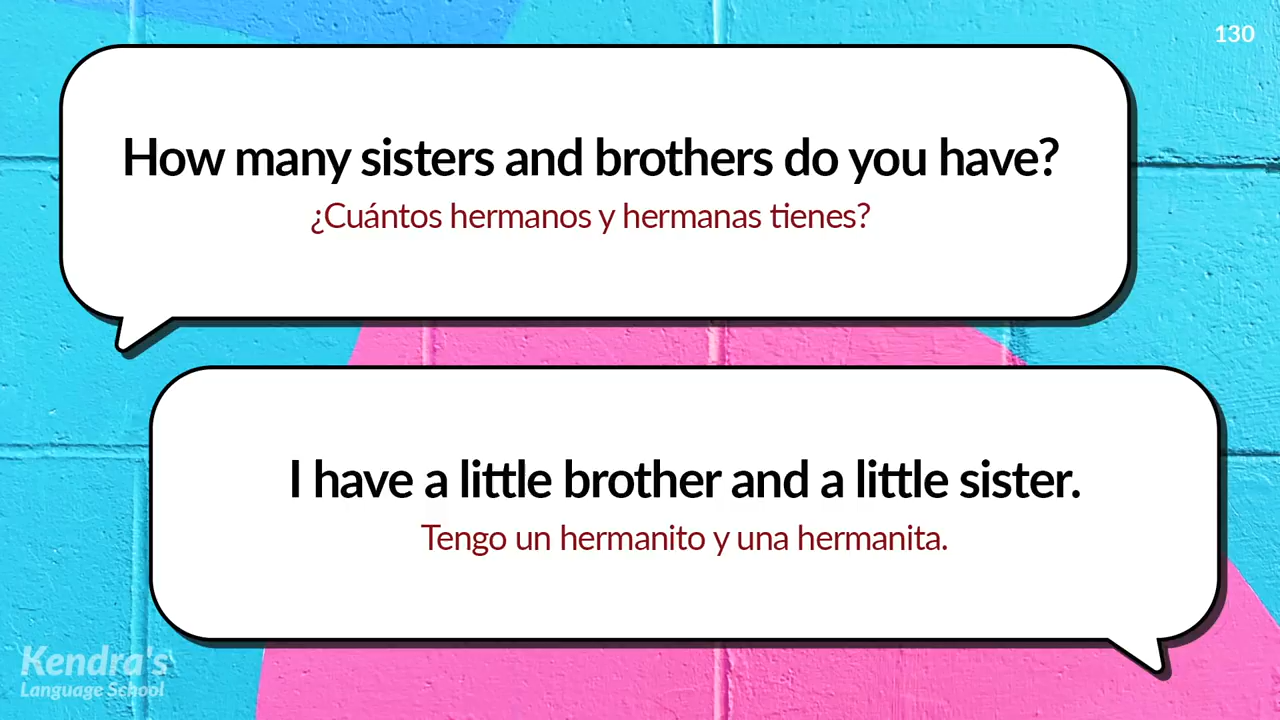 130
How many sisters and brothers do you have?
¿Cuántos hermanos y hermanas tienes?
I have a little brother and a little sister.
Tengo un hermanito y una hermanita.
Kendra's
Language School